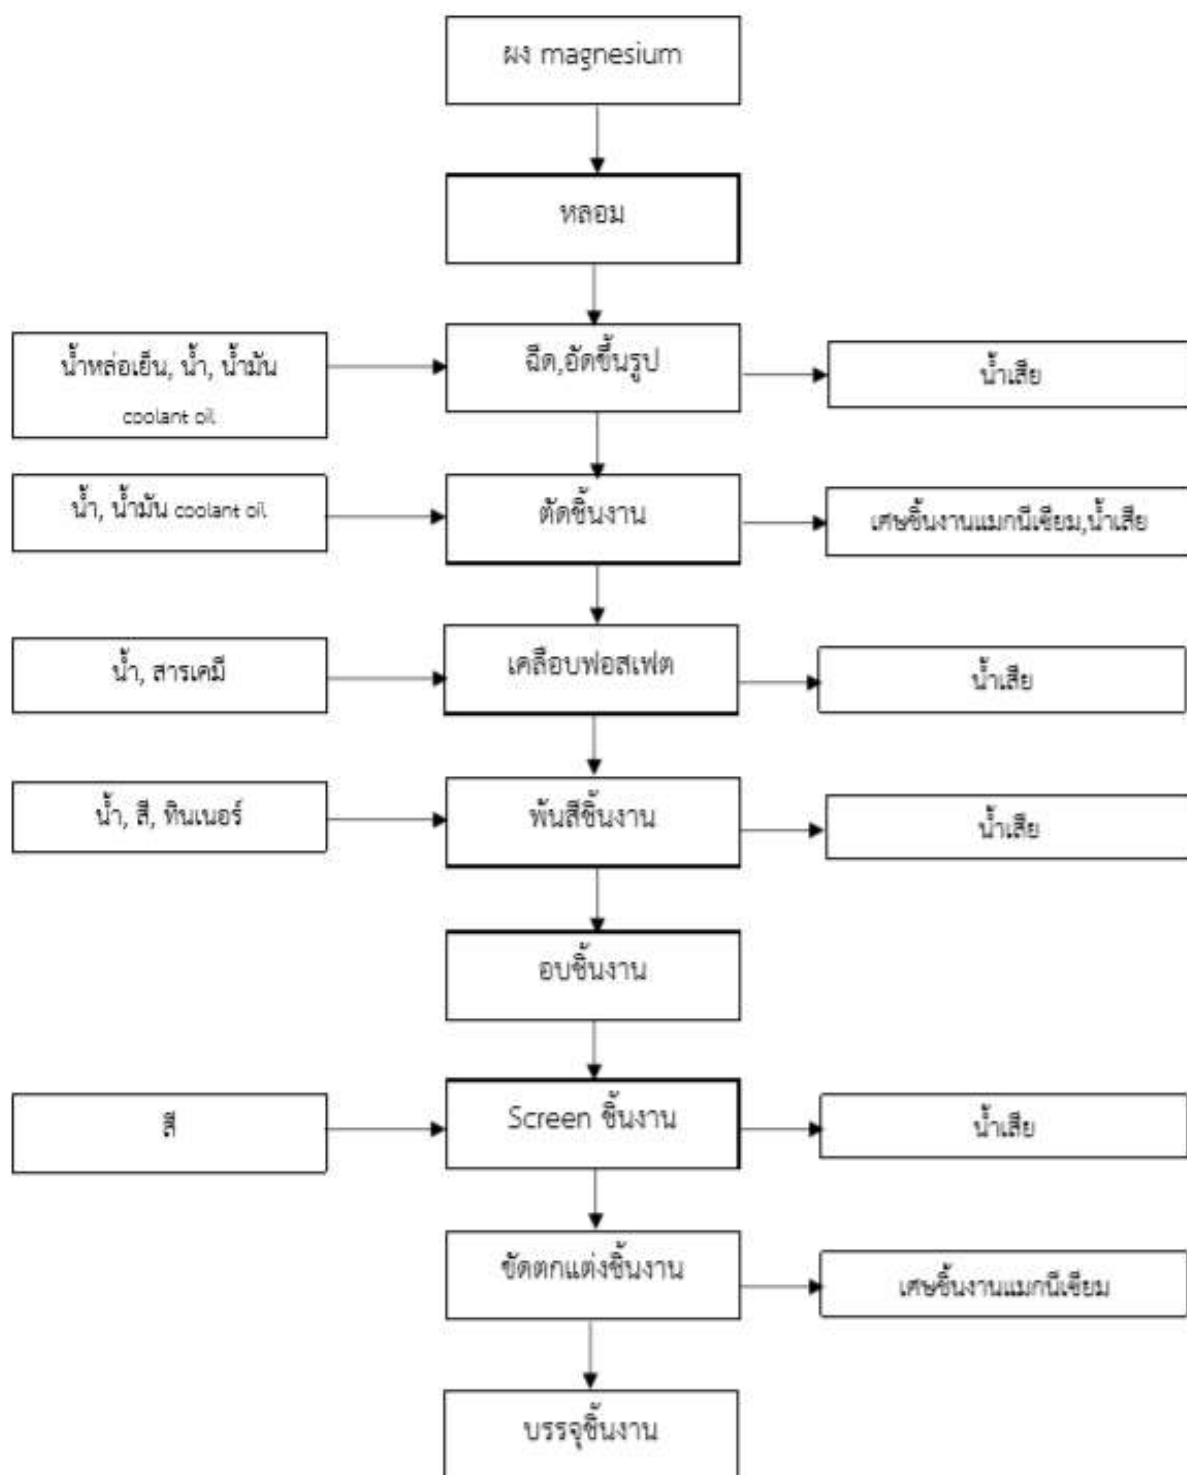 ผง magnesium
หลอม
น้ำหล่อเย็น, น้ำ, น้ำมัน
coolant oil
ฉีด,อัดขึ้นรูป
น้ำเสีย
น้ำ, น้ำมัน coolant oil
ตัดชิ้นงาน
เศษชิ้นงานแมกนีเซียม,น้ำเสีย
น้ำ, สารเคมี
เคลือบฟอสเฟต
น้ำเสีย
น้ำ, สี, ทินเนอร์
พ้นสีชิ้นงาน
น้ำเสีย
อบชิ้นงาน
สี
Screen ชิ้นงาน
น้ำเสีย
ขัดตกแต่งชิ้นงาน
เศษชิ้นงานแมกนีเซียม
บรรจุชิ้นงาน